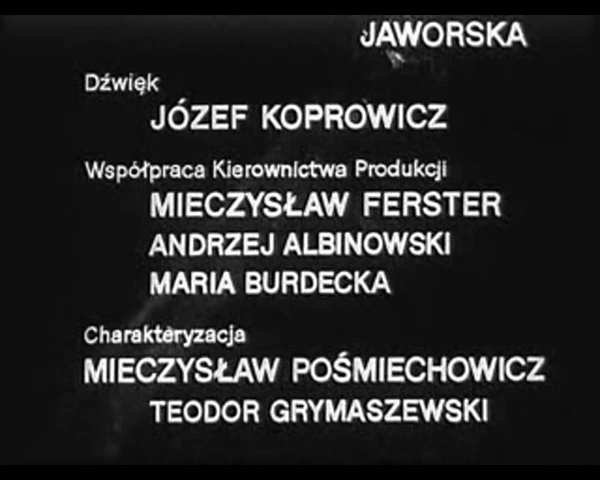 JAWORSKA
Dźwięk
JÓZEF KOPROWICZ
Współpraca Kierownictwa Produkcji
MIECZYSŁAW FERSTER
ANDRZEJ ALBINOWSKI
MARIA BURDECKA
Charakteryzacja
MIECZYSŁAW POŚMIECHOWICZ
TEODOR GRYMASZEWSKI